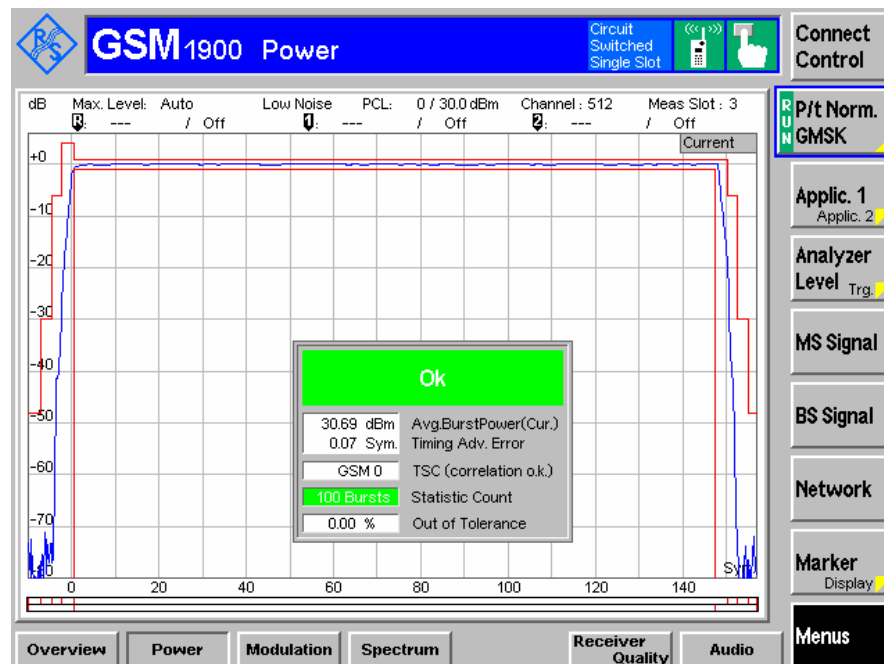 R&S
GSM 1900 Power
Circuit Switched Single Slot
Connect Control
dB Max. Level: Auto Low Noise PCL: 0 / 30.0 dBm Channel : 512 Meas Slot : 3
R: --- / Off 1: --- / Off 2: --- / Off
Current
RUN
P/t Norm. GMSK
+0
-10
-20
-30
-40
-50
-60
-70
Applic. 1
Applic. 2
Analyzer Level Trg.
MS Signal
BS Signal
Network
Marker
Display
Menus
Ok
30.69 dBm Avg.BurstPower(Cur.)
0.07 Sym. Timing Adv. Error
GSM 0 TSC (correlation o.k.)
100 Bursts Statistic Count
0.00 % Out of Tolerance
0 20 40 60 80 100 120 140
Overview Power Modulation Spectrum Receiver Quality Audio